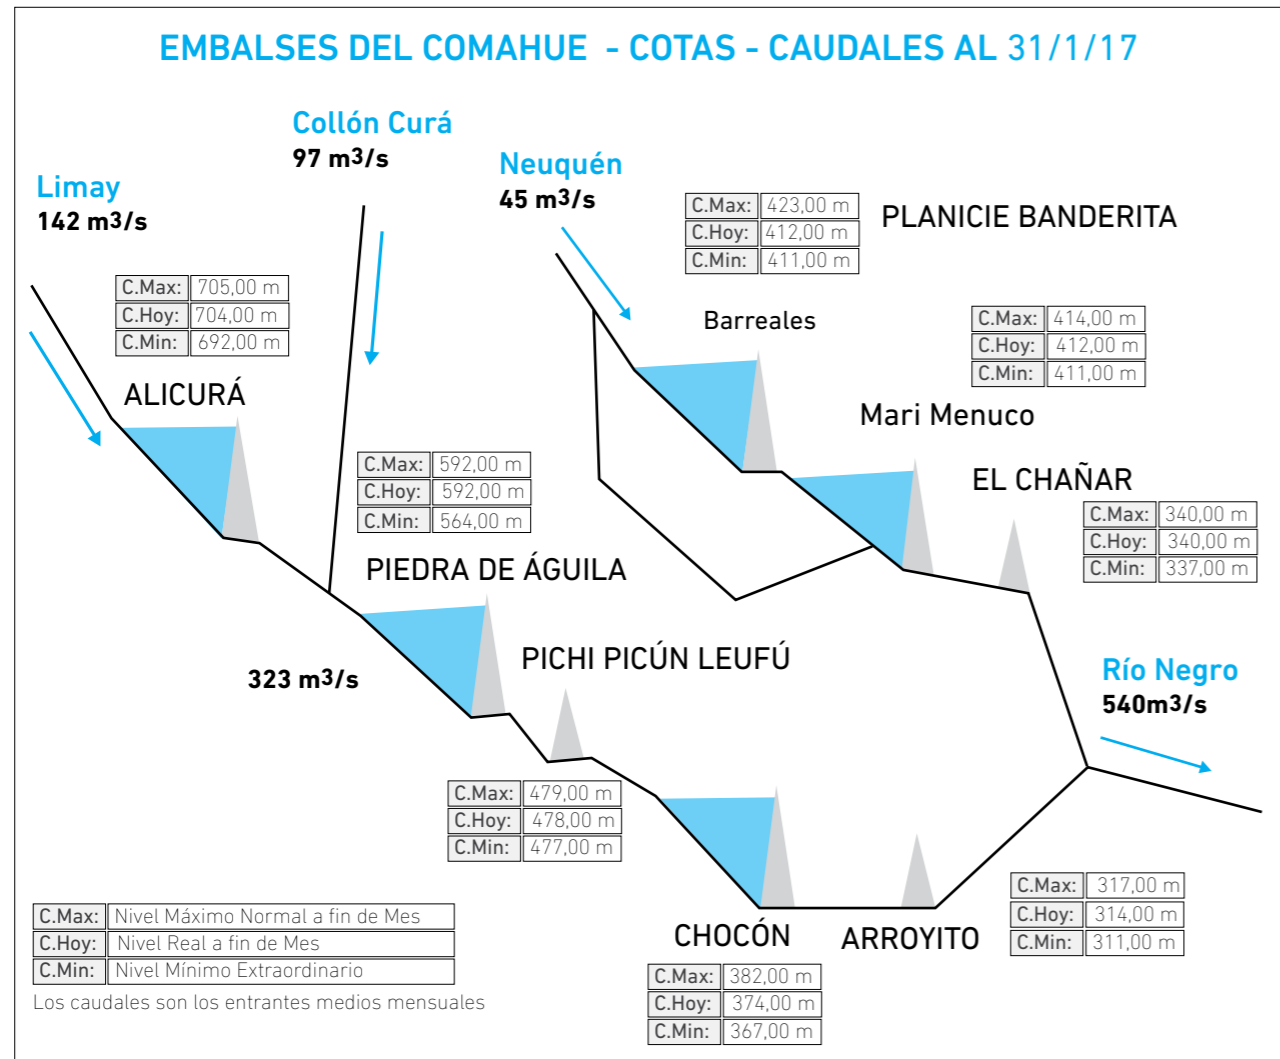 EMBALSES DEL COMAHUE - COTAS - CAUDALES AL 31/1/17
Collón Curá
97 m3/s
Neuquén
45 m3/s
Limay
142 m3/s
C.Max: 423,00 m
C.Hoy: 412,00 m
C.Min: 411,00 m
PLANICIE BANDERITA
C.Max: 705,00 m
C.Hoy: 704,00 m
C.Min: 692,00 m
ALICURÁ
Barreales
C.Max: 414,00 m
C.Hoy: 412,00 m
C.Min: 411,00 m
Mari Menuco
C.Max: 592,00 m
C.Hoy: 592,00 m
C.Min: 564,00 m
PIEDRA DE ÁGUILA
EL CHAÑAR
C.Max: 340,00 m
C.Hoy: 340,00 m
C.Min: 337,00 m
323 m3/s
PICHI PICÚN LEUFÚ
Río Negro
540m3/s
C.Max: 479,00 m
C.Hoy: 478,00 m
C.Min: 477,00 m
C.Max: 317,00 m
C.Hoy: 314,00 m
C.Min: 311,00 m
CHOCÓN
ARROYITO
C.Max: 382,00 m
C.Hoy: 374,00 m
C.Min: 367,00 m
C.Max: Nivel Máximo Normal a fin de Mes
C.Hoy: Nivel Real a fin de Mes
C.Min: Nivel Mínimo Extraordinario
Los caudales son los entrantes medios mensuales